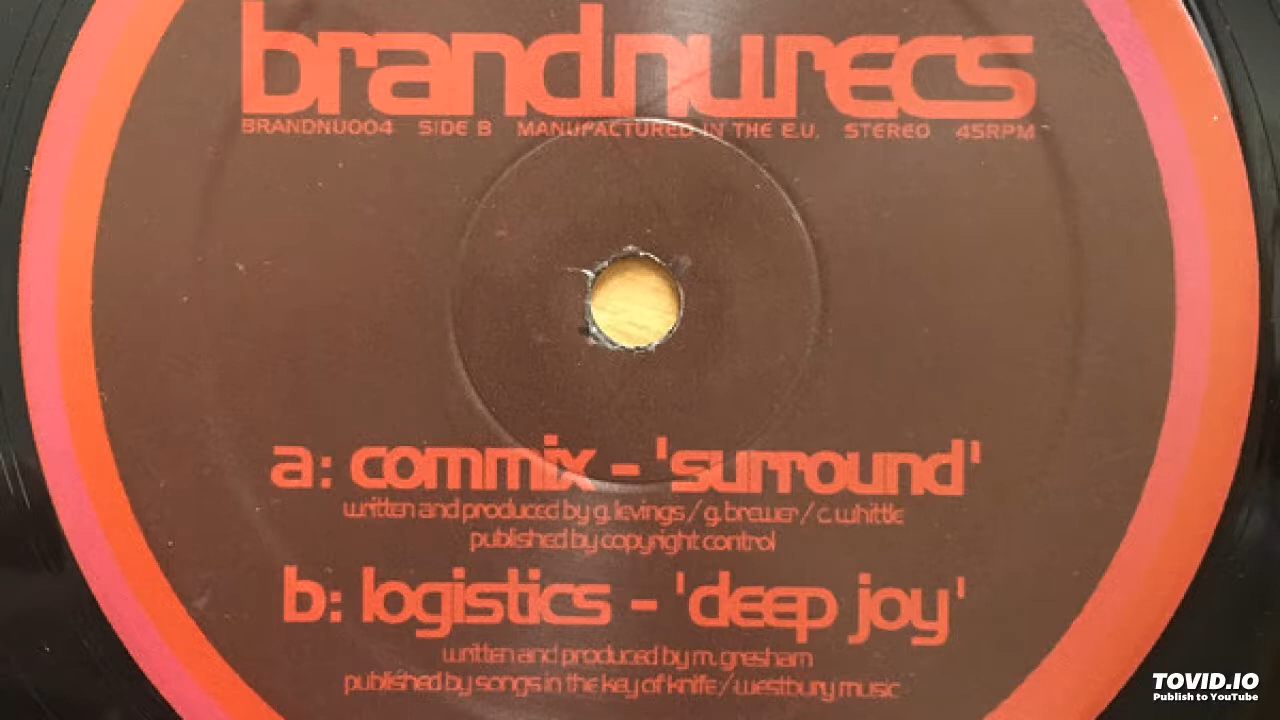 brandnurecs
BRANDNU004 SIDE B MANUFACTURED IN THE E.U. STEREO 45RPM
a: commix - 'surround'
written and produced by g. levings / g. brewer / c. whittle
published by copyright control
b: logistics - 'deep joy'
written and produced by m. gresham
published by songs in the key of knife / westbury music
TOVID.IO
Publish to YouTube